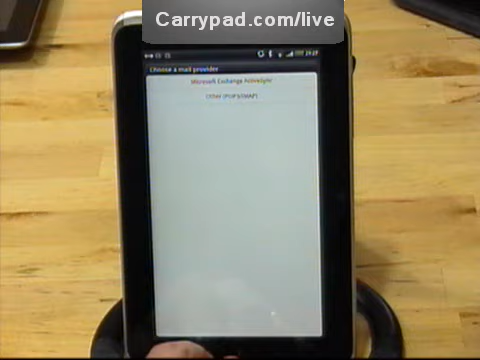 Carrypad.com/live
Choose a mail provider
Microsoft Exchange ActiveSync
Other (POP3/IMAP)